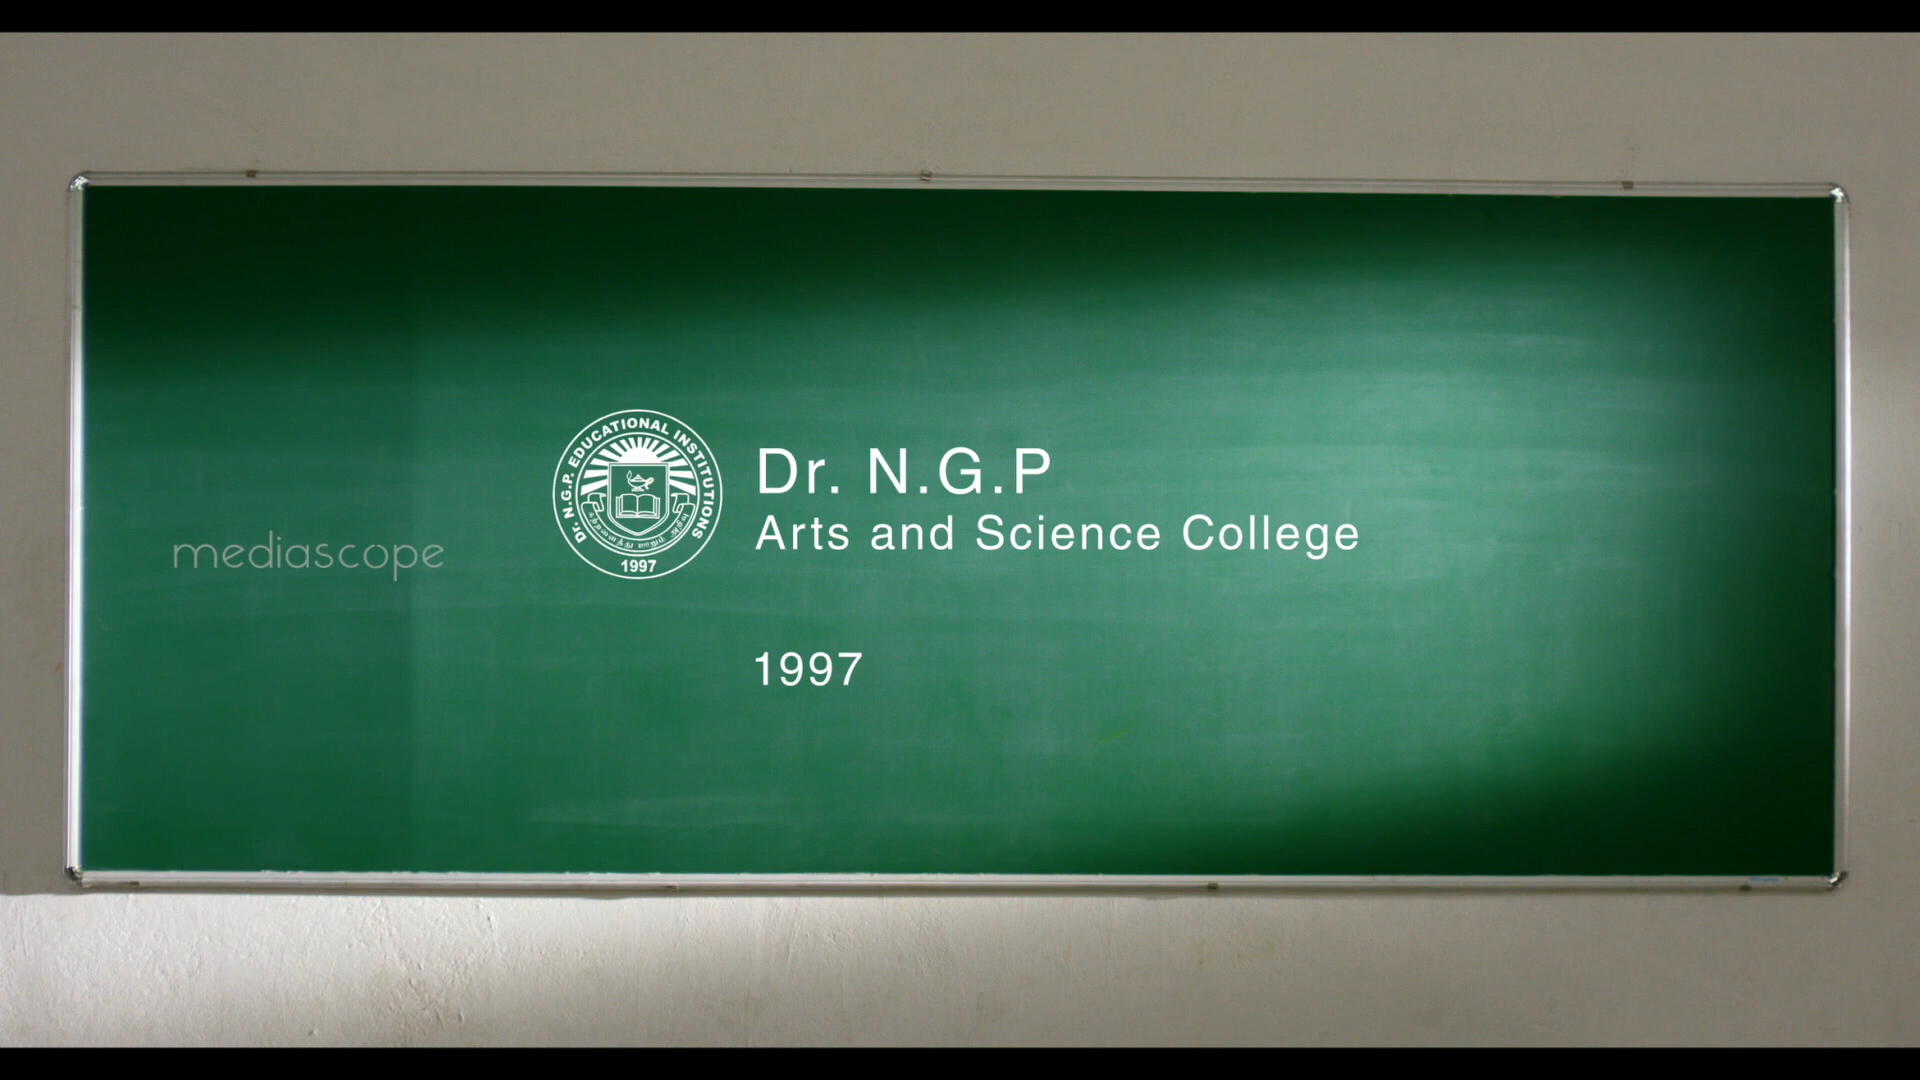 mediascope
Dr. N.G.P. EDUCATIONAL INSTITUTIONS
1997
Dr. N.G.P
Arts and Science College
1997